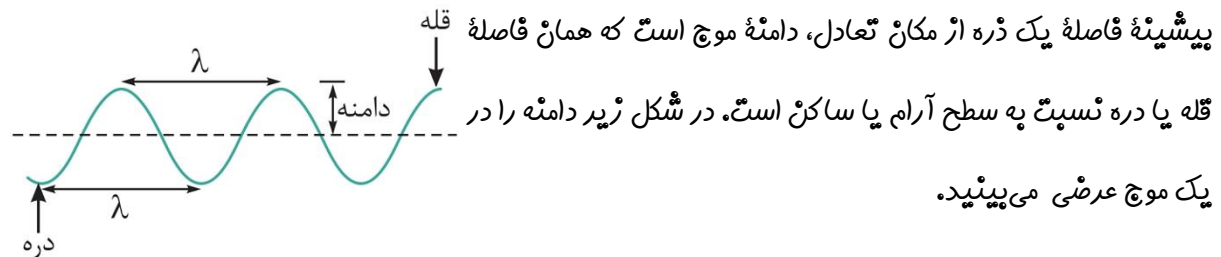 پیشینهٔ فاصلهٔ یک ذره از مکان تعادل، دامنهٔ موج است که همان فاصلهٔ
قله یا دره نسبت به سطح آرام یا ساکن است. در شکل زیر دامنه را در
یک موج عرضی می‌بینید.
قله
λ
دامنه
λ
دره